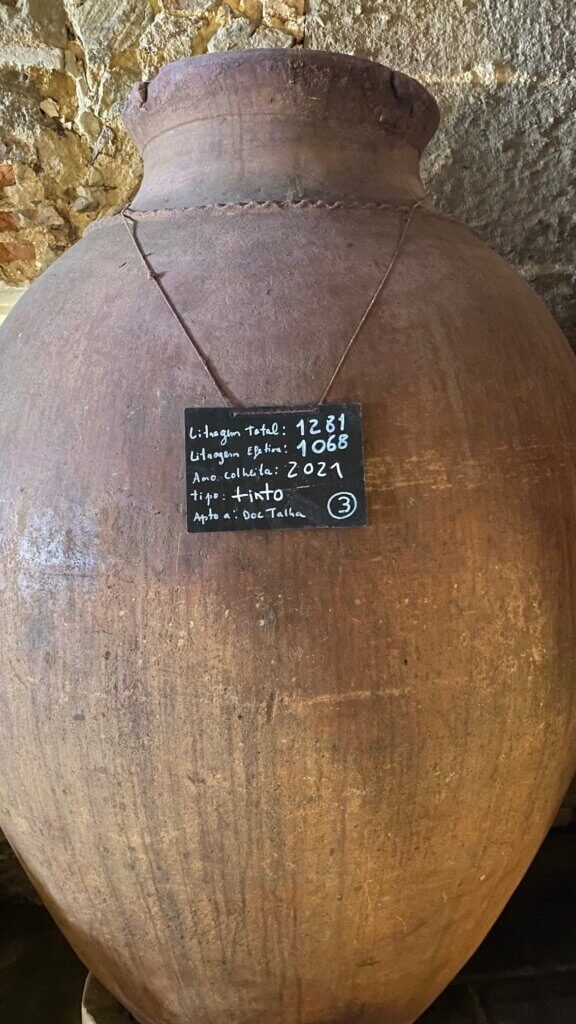 Litragem Total: 1281
Litragem Efetiva: 1068
Ano colheita: 2021
tipo: tinto
Apto a: Doc Talha 3